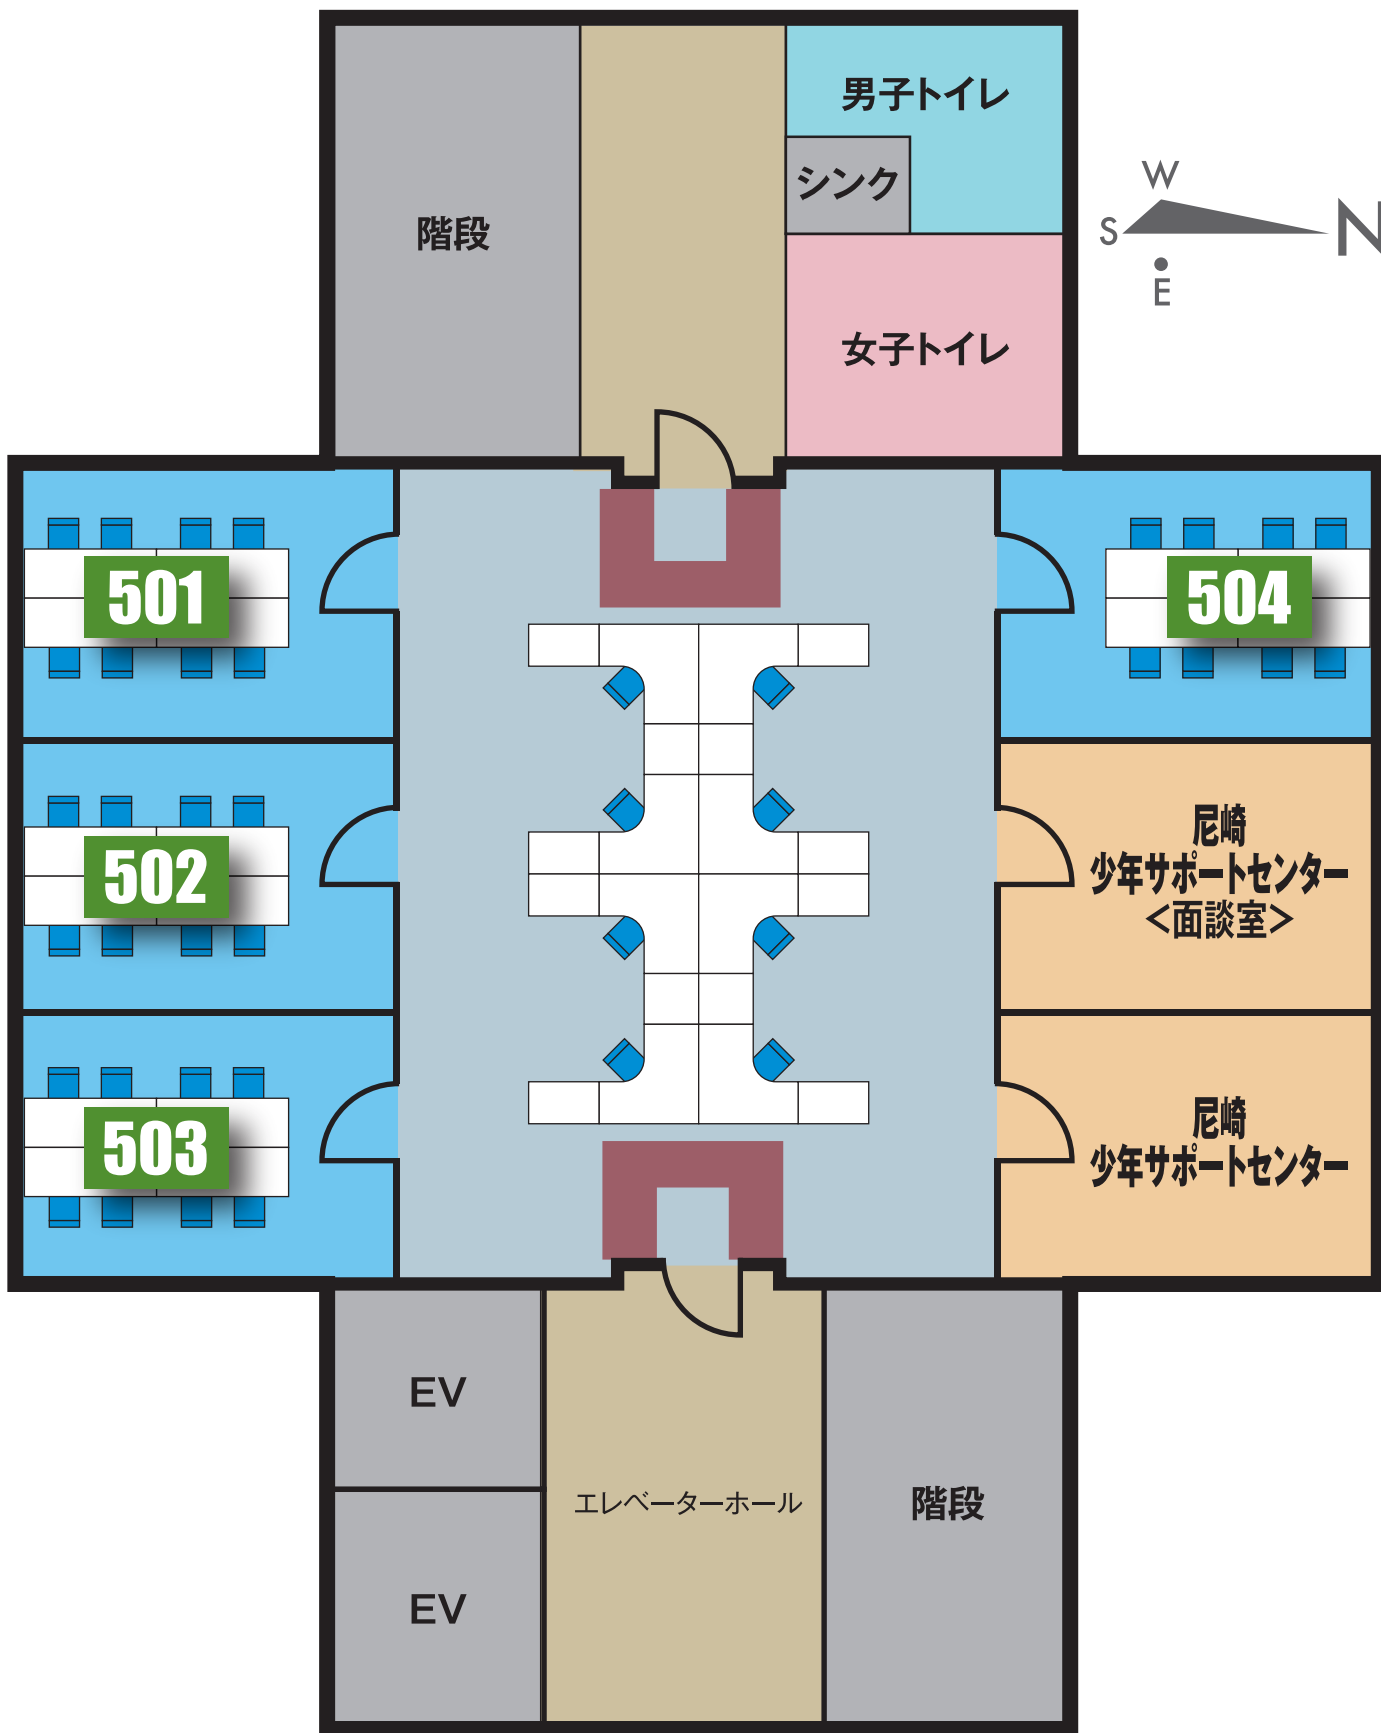 男子トイレ
シンク
階段
女子トイレ
W
S
N
E
501
504
502
尼崎
少年サポートセンター
<面談室>
503
尼崎
少年サポートセンター
EV
エレベーターホール
階段
EV